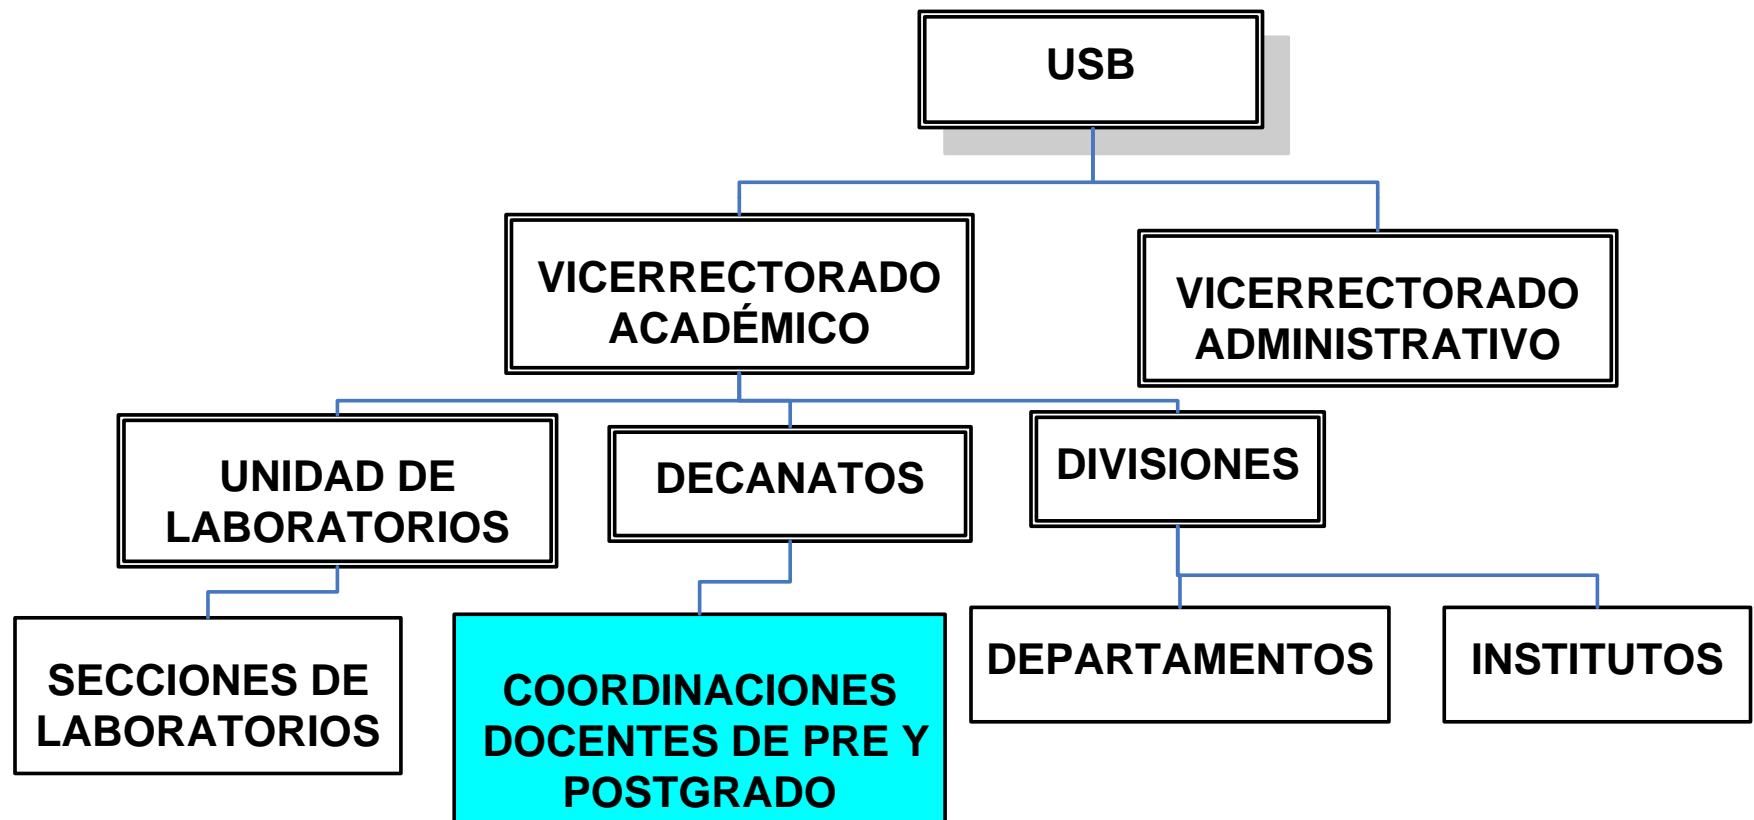 USB
VICERRECTORADO
ACADÉMICO
VICERRECTORADO
ADMINISTRATIVO
UNIDAD DE
LABORATORIOS
DECANATOS
DIVISIONES
SECCIONES DE
LABORATORIOS
COORDINACIONES
DOCENTES DE PRE Y
POSTGRADO
DEPARTAMENTOS
INSTITUTOS